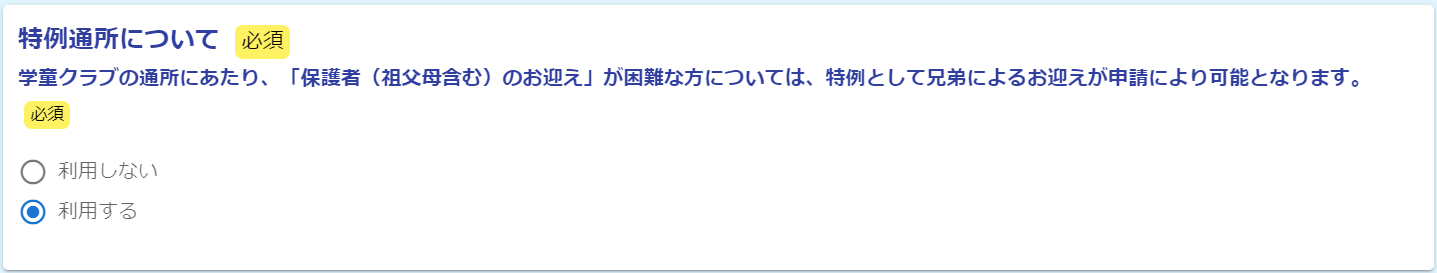 特例通所について 必須
学童クラブの通所にあたり、「保護者（祖父母含む）のお迎え」が困難な方については、特例として兄弟によるお迎えが申請により可能となります。
必須
利用しない
利用する